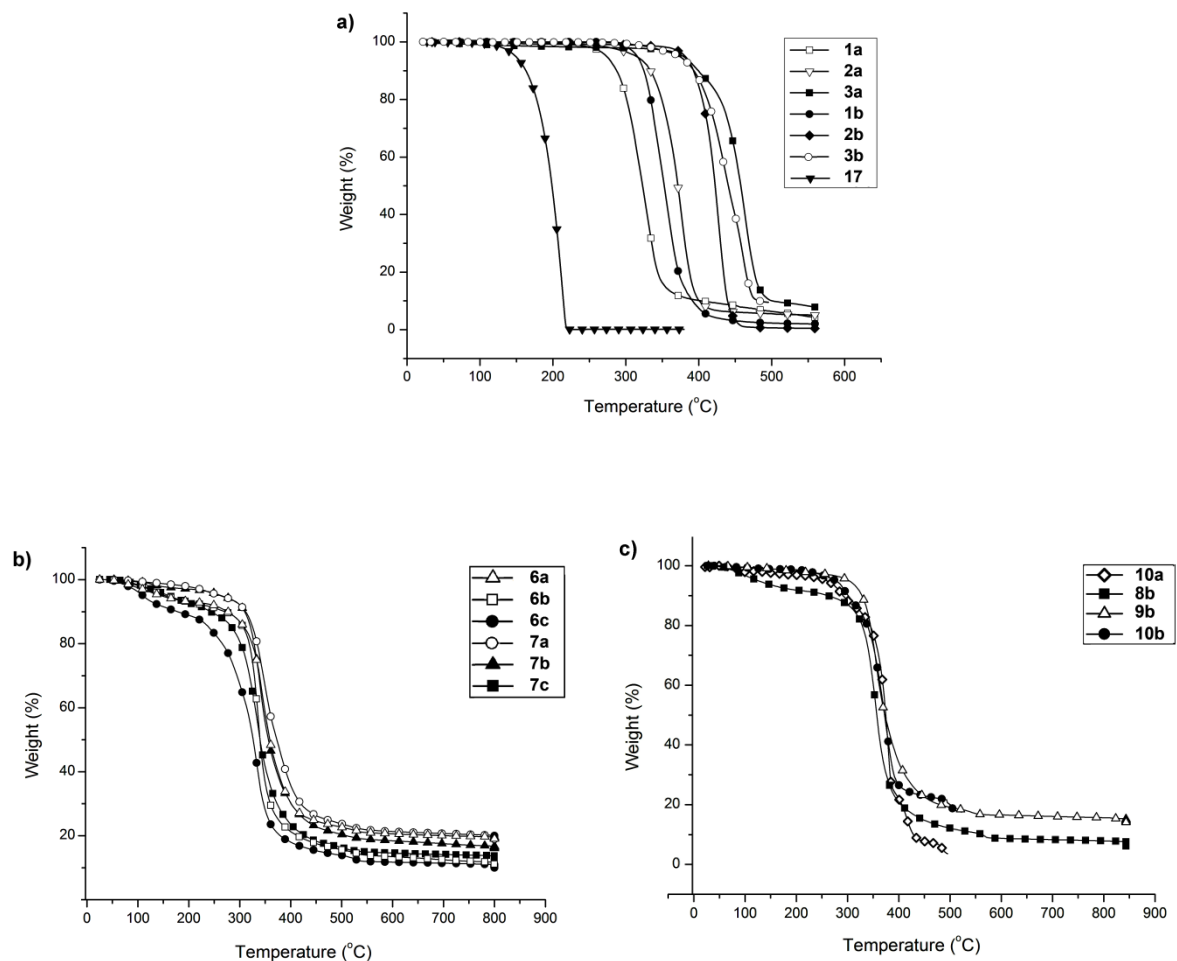 a)
Weight (%)
100
80
60
40
20
0
0 100 200 300 400 500 600
Temperature (°C)
1a
2a
3a
1b
2b
3b
17
b)
Weight (%)
100
80
60
40
20
0
0 100 200 300 400 500 600 700 800 900
Temperature (°C)
6a
6b
6c
7a
7b
7c
c)
Weight (%)
100
80
60
40
20
0
0 100 200 300 400 500 600 700 800 900
Temperature (°C)
10a
8b
9b
10b